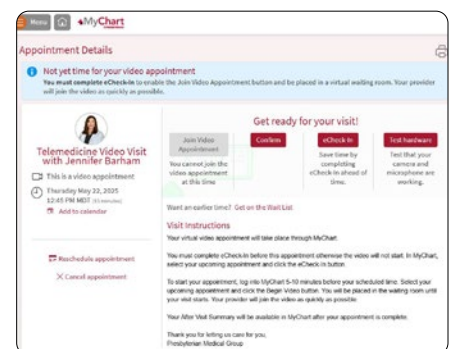 Menu
MyChart
Appointment Details
Not yet time for your video appointment
You must complete eCheck-in to enable the Join Video Appointment button and be placed in a virtual waiting room. Your provider
will join the video as quickly as possible.
Telemedicine Video Visit
with Jennifer Barham
This is a video appointment
Thursday May 22, 2025
12:45 PM MDT
Add to calendar
Reschedule appointment
Cancel appointment
Get ready for your visit!
Join Video
Appointment
You cannot join the
video appointment
at this time
Confirm
eCheck-In
Save time by
completing
eCheck-In ahead of
time.
Test hardware
Test that your
camera and
microphone are
working.
Want an earlier time? Get on the Wait List
Visit Instructions
Your virtual video appointment will take place through MyChart.
You must complete eCheck-in before this appointment otherwise the video will not start. In MyChart,
select your upcoming appointment and click the eCheck-in button.
To start your appointment, log into MyChart 5-10 minutes before your scheduled time. Select your
upcoming appointment and click the Begin Video button. You will be placed in the waiting room until
your visit starts. Your provider will join the video as quickly as possible.
Your After Visit Summary will be available in MyChart after your appointment is complete.
Thank you for letting us care for you,
Presbyterian Medical Group